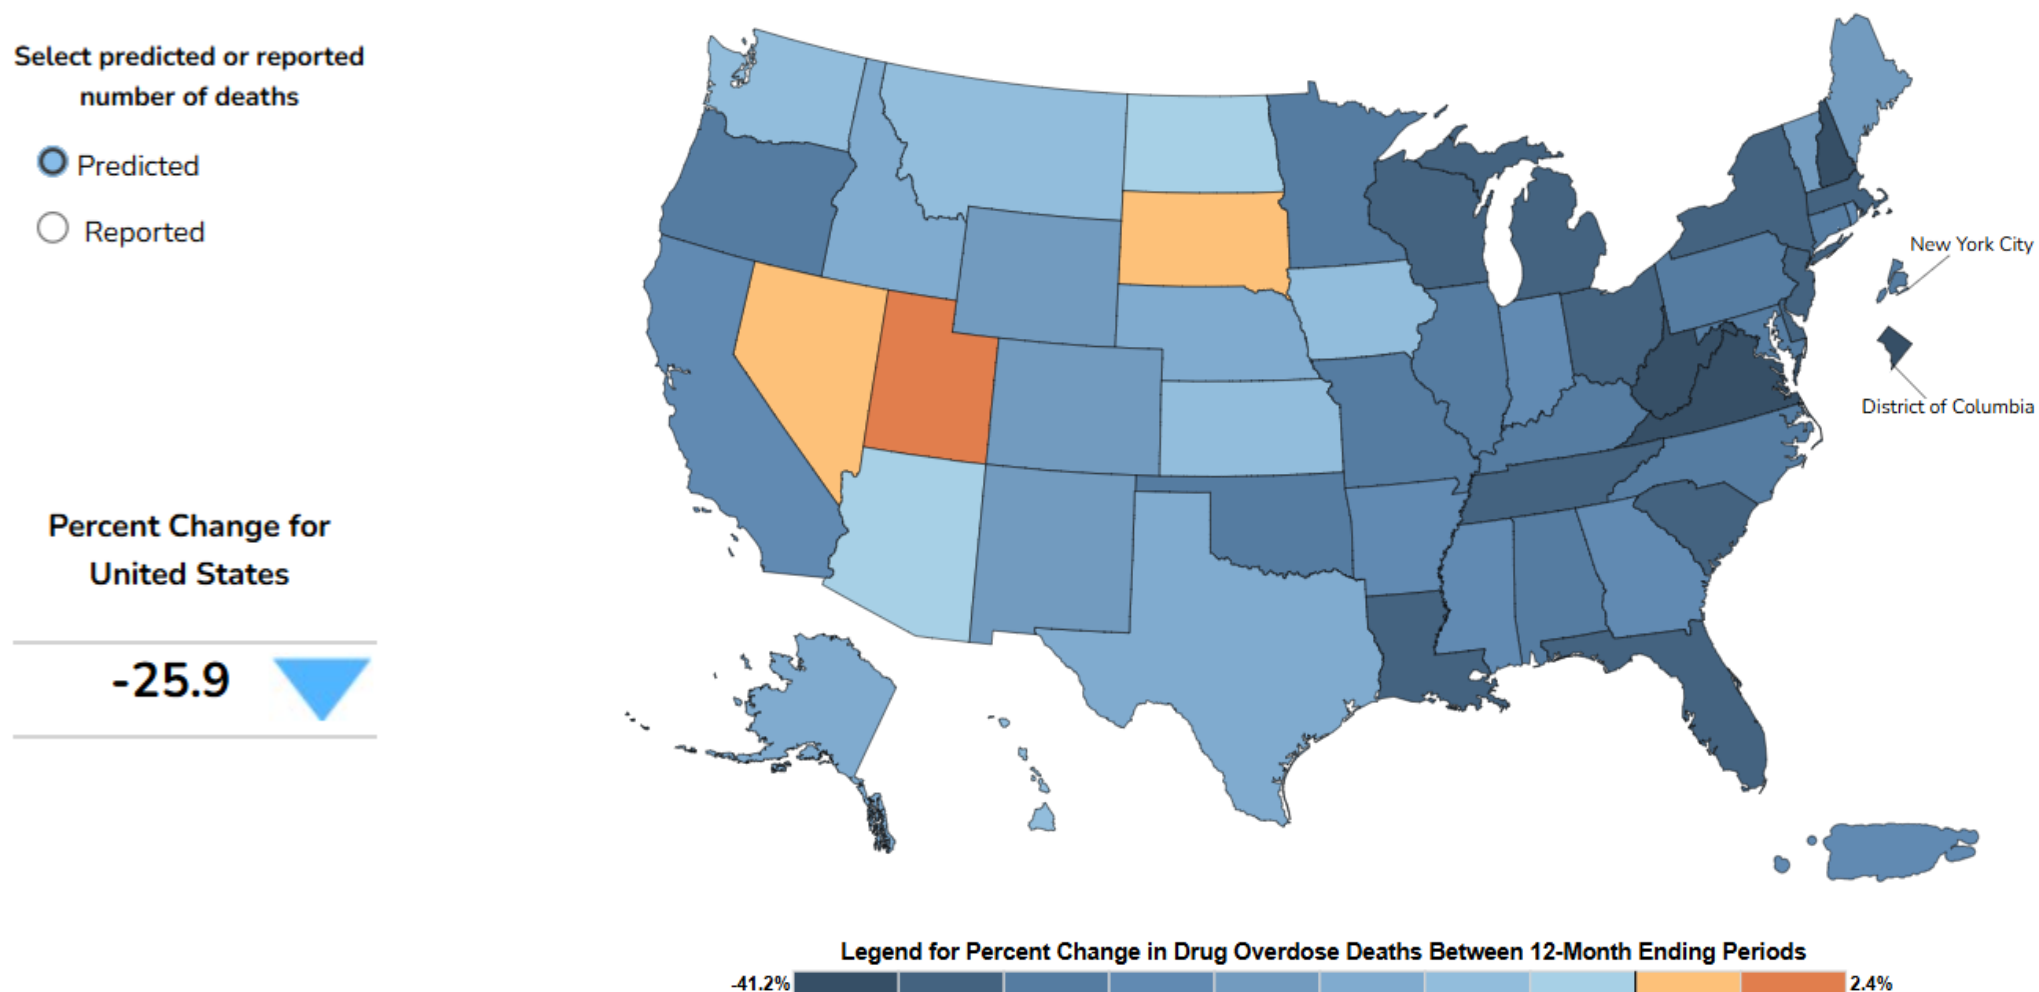 Select predicted or reported
number of deaths
Predicted
Reported
Percent Change for
United States
-25.9
New York City
District of Columbia
Legend for Percent Change in Drug Overdose Deaths Between 12-Month Ending Periods
-41.2%
2.4%